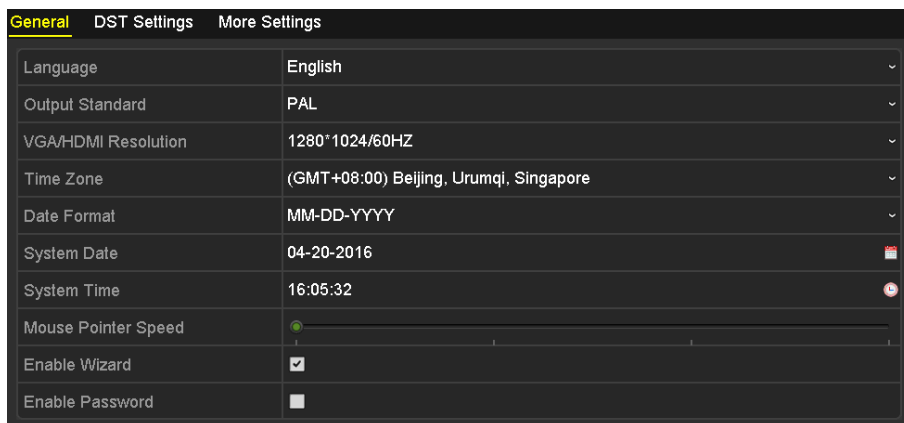 General DST Settings More Settings
Language English
Output Standard PAL
VGA/HDMI Resolution 1280*1024/60HZ
Time Zone (GMT+08:00) Beijing, Urumqi, Singapore
Date Format MM-DD-YYYY
System Date 04-20-2016
System Time 16:05:32
Mouse Pointer Speed
Enable Wizard
Enable Password